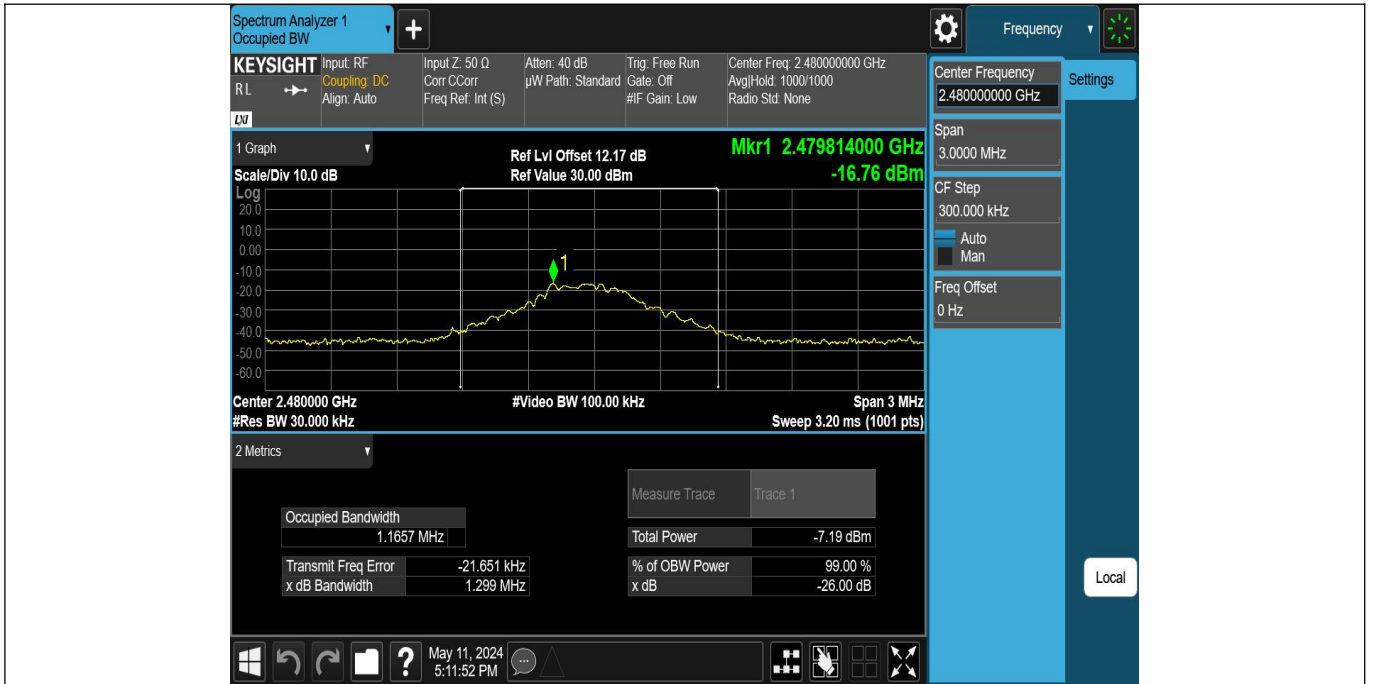 Spectrum Analyzer 1
Occupied BW
+
Frequency
KEYSIGHT
RL
LXI
Input: RF
Coupling: DC
Align: Auto
Input Z: 50 Ω
Corr CCorr
Freq Ref: Int (S)
Atten: 40 dB
µW Path: Standard
Trig: Free Run
Gate: Off
#IF Gain: Low
Center Freq: 2.480000000 GHz
Avg|Hold: 1000/1000
Radio Std: None
Center Frequency
2.480000000 GHz
Settings
Span
3.0000 MHz
CF Step
300.000 kHz
Auto
Man
Freq Offset
0 Hz
1 Graph
Scale/Div 10.0 dB
Ref Lvl Offset 12.17 dB
Ref Value 30.00 dBm
Mkr1 2.479814000 GHz
-16.76 dBm
Log
20.0
10.0
0.00
-10.0
-20.0
-30.0
-40.0
-50.0
-60.0
1
Center 2.480000 GHz
#Video BW 100.00 kHz
Span 3 MHz
#Res BW 30.000 kHz
Sweep 3.20 ms (1001 pts)
2 Metrics
Measure Trace Trace 1
Occupied Bandwidth
1.1657 MHz
Total Power -7.19 dBm
Transmit Freq Error -21.651 kHz
% of OBW Power 99.00 %
x dB Bandwidth 1.299 MHz
x dB -26.00 dB
Local
?
May 11, 2024
5:11:52 PM